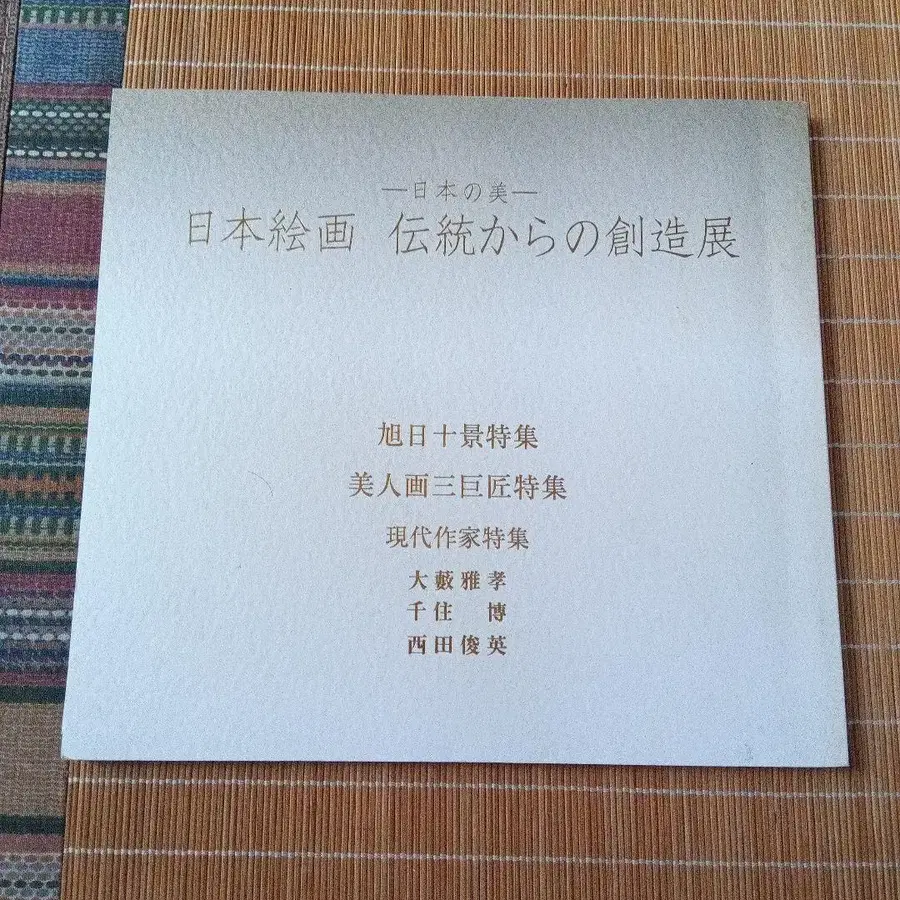 ―日本の美―
日本絵画 伝統からの創造展
旭日十景特集
美人画三巨匠特集
現代作家特集
大藪雅孝
千住 博
西田俊英